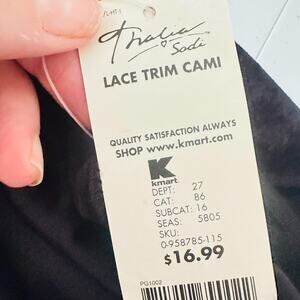 Thalia
Sodi
LACE TRIM CAMI
QUALITY SATISFACTION ALWAYS
SHOP www.kmart.com
K
kmart
DEPT: 27
CAT: 86
SUBCAT: 16
SEAS: 5805
SKU:
0-958785-115
$16.99
PG1002